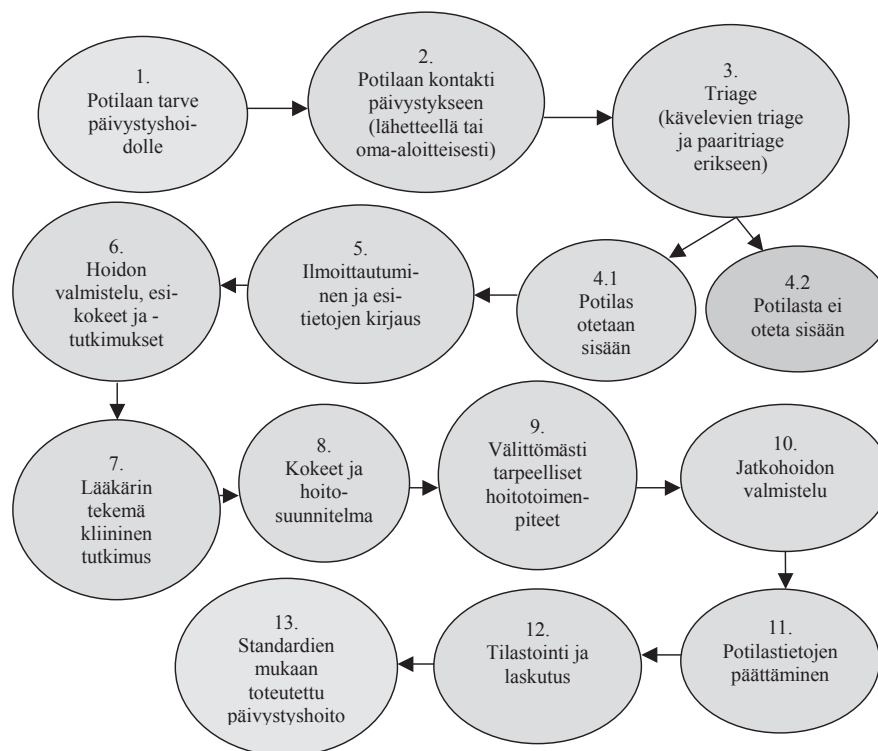 1.
Potilaan tarve
päivystyshoi-
dolle
2.
Potilaan kontakti
päivystykseen
(lähetteellä tai
oma-aloitteisesti)
3.
Triage
(kävelevien triage
ja paaritriage
erikseen)
4.1
Potilas
otetaan
sisään
4.2
Potilasta ei
oteta sisään
5.
Ilmoittautumi-
nen ja esi-
tietojen kirjaus
6.
Hoidon
valmistelu, esi-
kokeet ja -
tutkimukset
7.
Lääkärin
tekemä
kliininen
tutkimus
8.
Kokeet ja
hoito-
suunnitelma
9.
Välittömästi
tarpeelliset
hoitotoimen-
piteet
10.
Jatkohoidon
valmistelu
11.
Potilastietojen
päättäminen
12.
Tilastointi ja
laskutus
13.
Standardien
mukaan
toteutettu
päivystyshoito